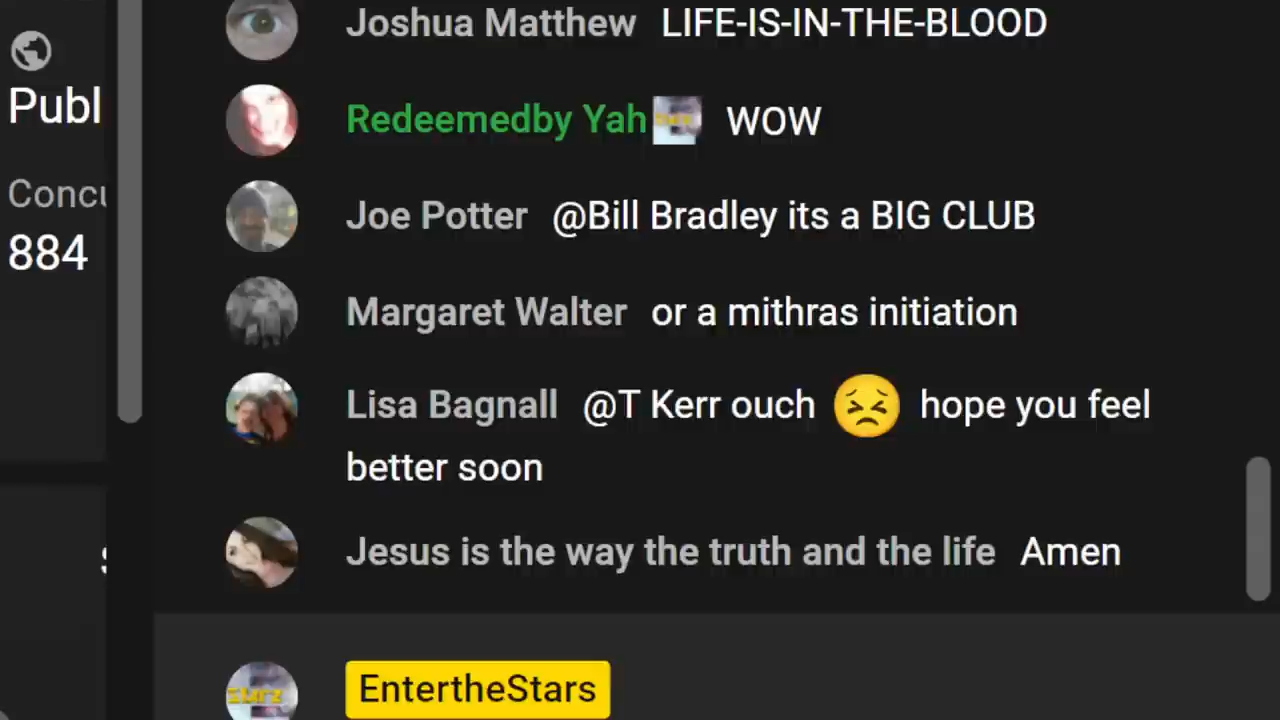 Joshua Matthew LIFE-IS-IN-THE-BLOOD
Publ
Redeemedby Yah WOW
Concu
Joe Potter @Bill Bradley its a BIG CLUB
884
Margaret Walter or a mithras initiation
Lisa Bagnall @T Kerr ouch 😣 hope you feel
better soon
Jesus is the way the truth and the life Amen
EntertheStars